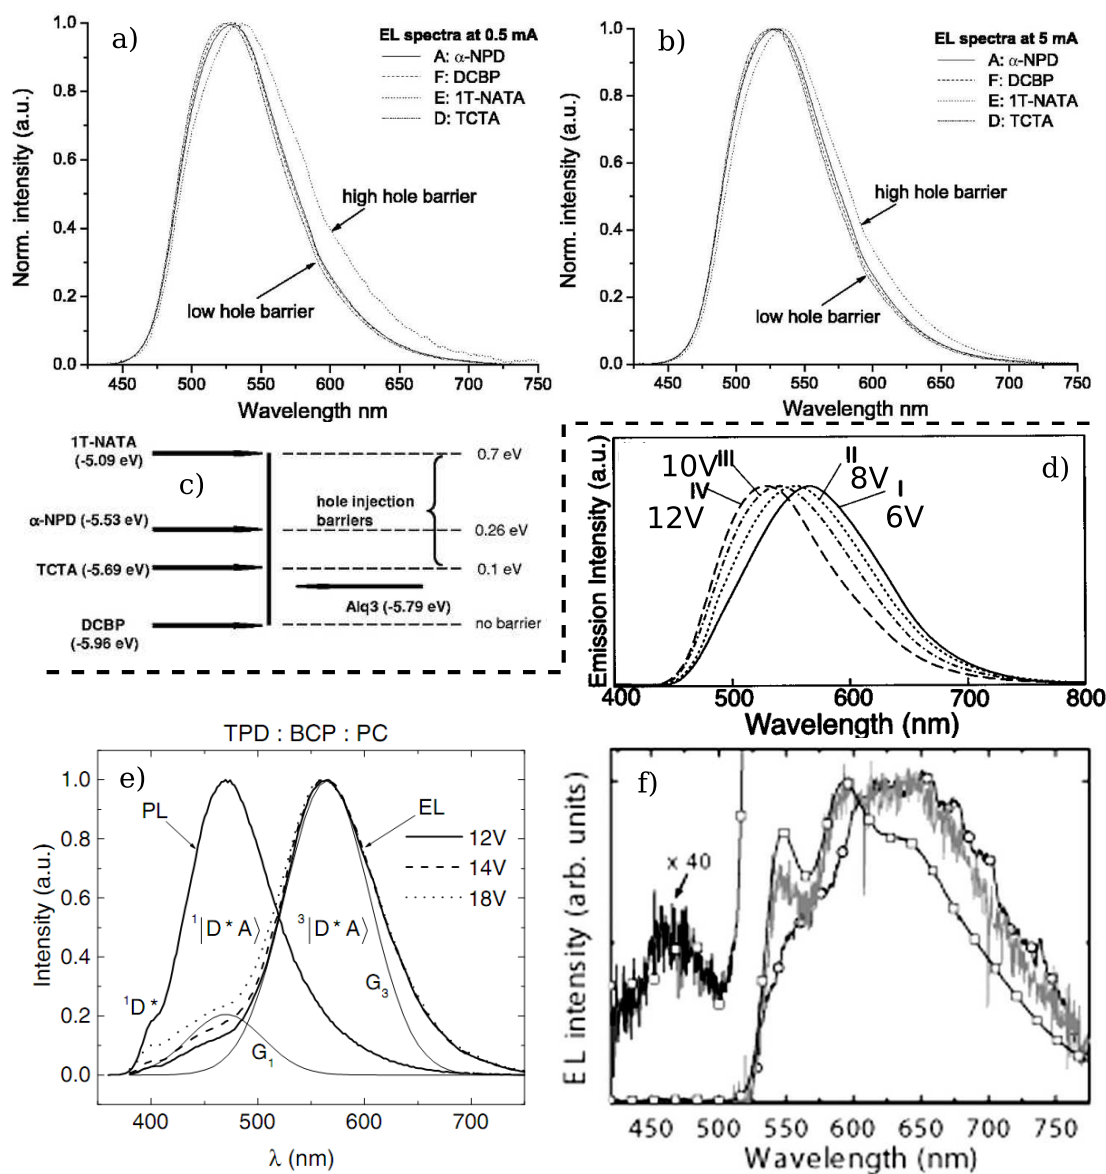 a)
EL spectra at 0.5 mA
A: α-NPD
F: DCBP
E: 1T-NATA
D: TCTA
high hole barrier
low hole barrier
Norm. intensity (a.u.)
1.0
0.8
0.6
0.4
0.2
0.0
450 500 550 600 650 700 750
Wavelength nm
b)
EL spectra at 5 mA
A: α-NPD
F: DCBP
E: 1T-NATA
D: TCTA
high hole barrier
low hole barrier
Norm. intensity (a.u.)
1.0
0.8
0.6
0.4
0.2
0.0
450 500 550 600 650 700 750
Wavelength nm
c)
1T-NATA
(-5.09 eV)
0.7 eV
hole injection
barriers
α-NPD (-5.53 eV)
0.26 eV
TCTA (-5.69 eV)
0.1 eV
Alq3 (-5.79 eV)
DCBP
(-5.96 eV)
no barrier
d)
10V III
II
8V
IV
12V
I
6V
Emission Intensity (a.u.)
400 500 600 700 800
Wavelength (nm)
TPD : BCP : PC
e)
PL
EL
12V
14V
18V
1|D*A⟩
3|D*A⟩
1D*
G3
G1
Intensity (a.u.)
1.0
0.8
0.6
0.4
0.2
0.0
400 500 600 700
λ (nm)
f)
x 40
EL intensity (arb. units)
450 500 550 600 650 700 750
Wavelength (nm)